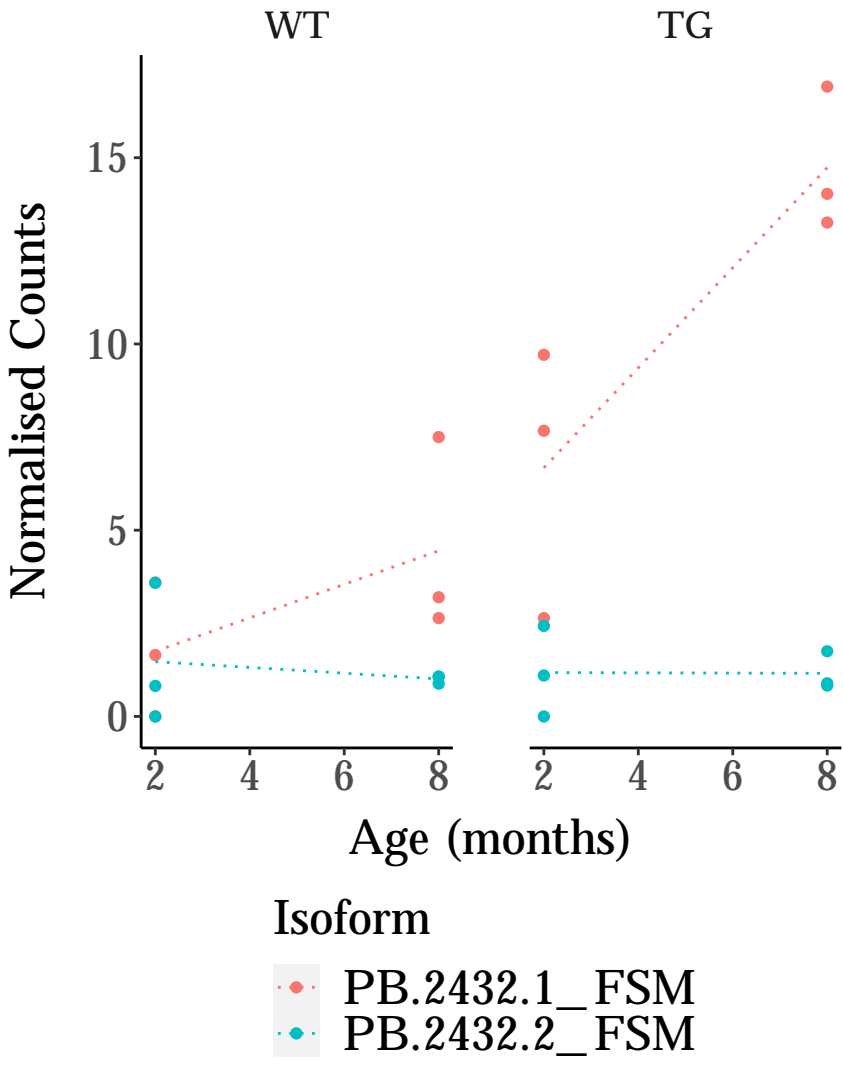 WT TG
15
10
5
0
2 4 6 8 2 4 6 8
Normalised Counts
Age (months)
Isoform
PB.2432.1_FSM
PB.2432.2_FSM